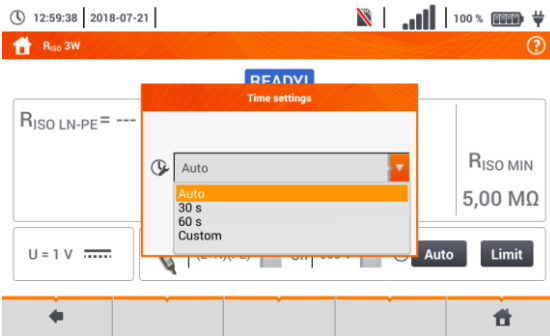 12:59:38 2018-07-21 100 %
RISO 3W
READY!
Time settings
RISO LN-PE= ---
Auto
Auto
30 s
60 s
Custom
RISO MIN
5,00 MΩ
U = 1 V
Auto
Limit